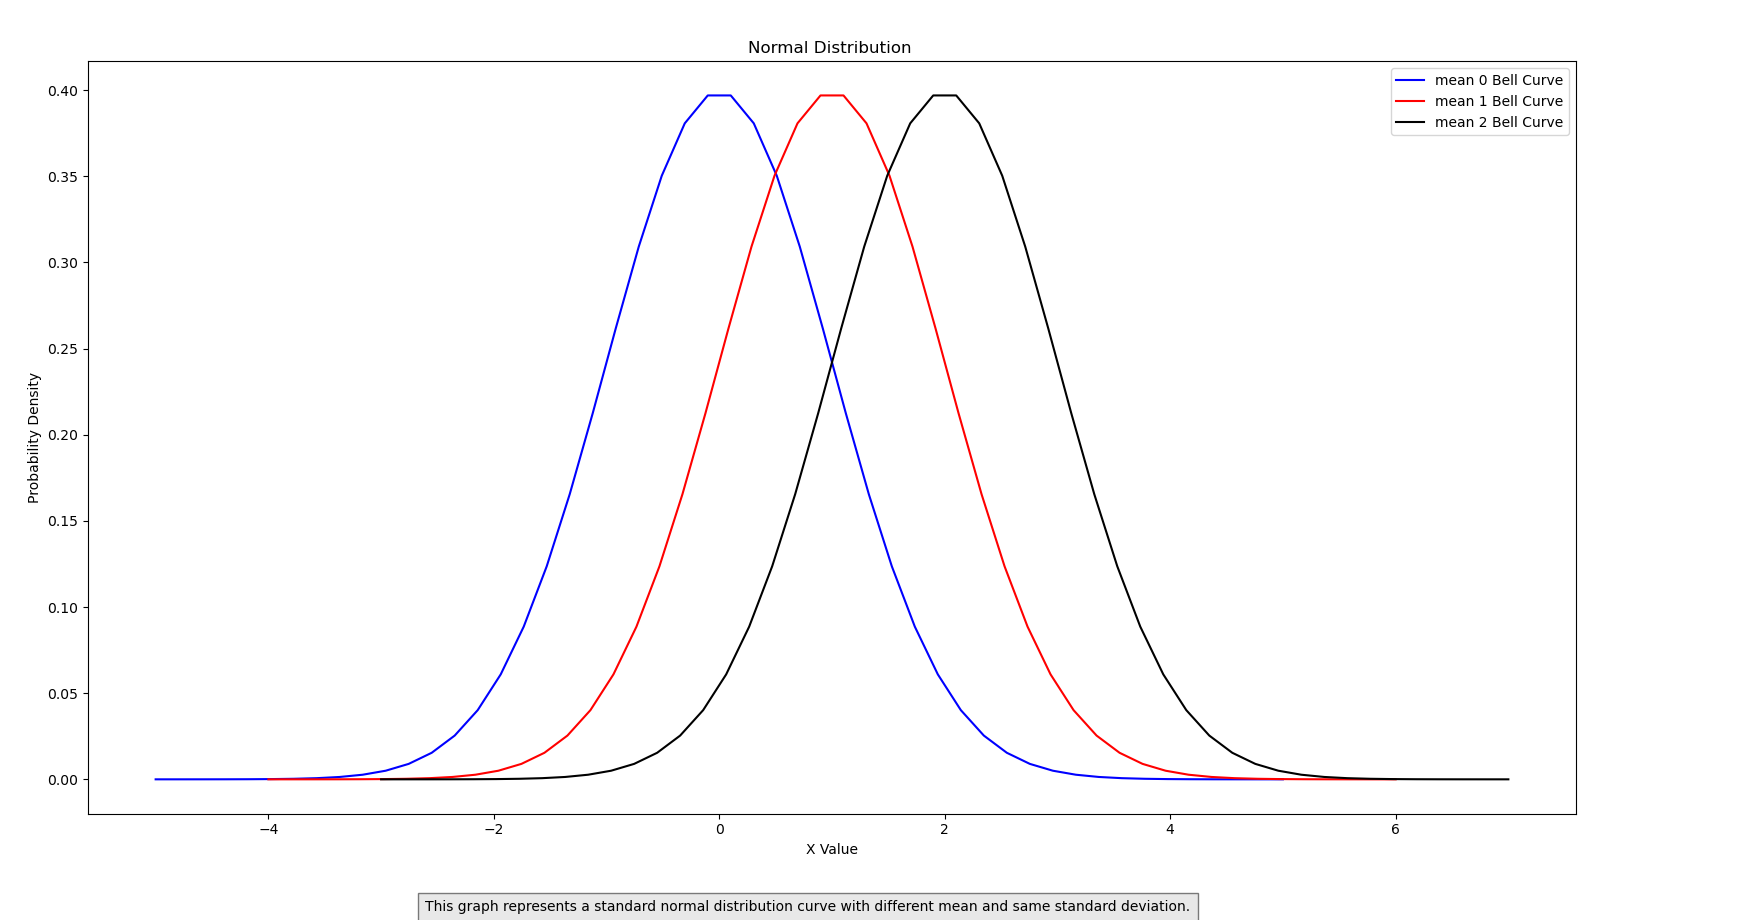 Normal Distribution
mean 0 Bell Curve
mean 1 Bell Curve
mean 2 Bell Curve
Probability Density
0.40
0.35
0.30
0.25
0.20
0.15
0.10
0.05
0.00
−4
−2
0
2
4
6
X Value
This graph represents a standard normal distribution curve with different mean and same standard deviation.